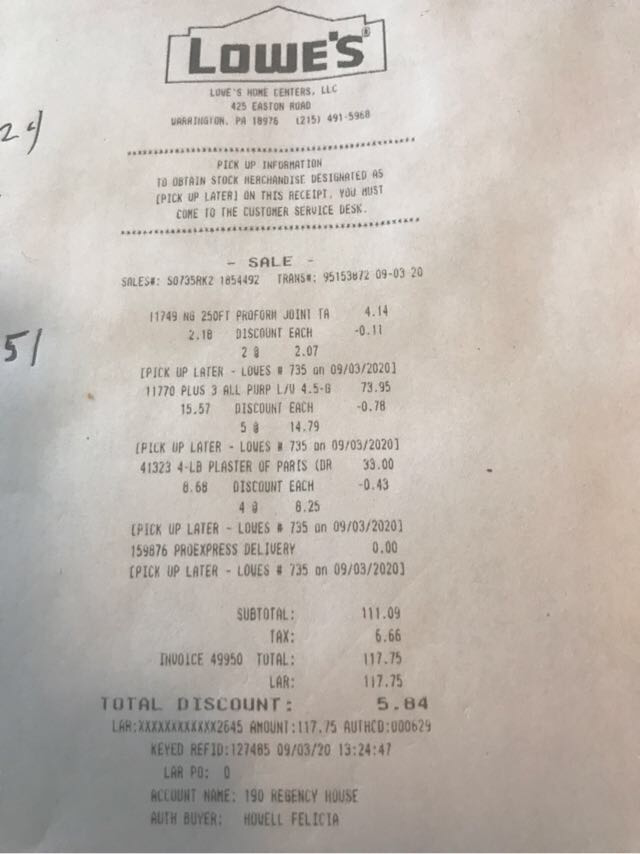 LOWE'S®
LOWE'S HOME CENTERS, LLC
425 EASTON ROAD
WARRINGTON, PA 18976 (215) 491-5968
24
PICK UP INFORMATION
TO OBTAIN STOCK MERCHANDISE DESIGNATED AS
[PICK UP LATER] ON THIS RECEIPT, YOU MUST
COME TO THE CUSTOMER SERVICE DESK.
- SALE -
SALES#: S0735RK2 1854492 TRANS#: 95153872 09-03 20
11749 NG 250FT PROFORM JOINT TA 4.14
2.18 DISCOUNT EACH -0.11
2 @ 2.07
51
[PICK UP LATER - LOWES # 735 on 09/03/2020]
11770 PLUS 3 ALL PURP L/W 4.5-G 73.95
15.57 DISCOUNT EACH -0.78
5 @ 14.79
[PICK UP LATER - LOWES # 735 on 09/03/2020]
41323 4-LB PLASTER OF PARIS (DR 33.00
8.68 DISCOUNT EACH -0.43
4 @ 8.25
[PICK UP LATER - LOWES # 735 on 09/03/2020]
159876 PROEXPRESS DELIVERY 0.00
[PICK UP LATER - LOWES # 735 on 09/03/2020]
SUBTOTAL: 111.09
TAX: 6.66
INVOICE 49950 TOTAL: 117.75
LAR: 117.75
TOTAL DISCOUNT: 5.84
LAR:XXXXXXXXXXXX2645 AMOUNT:117.75 AUTHCD:000629
KEYED REFID:127485 09/03/20 13:24:47
LAR PO: 0
ACCOUNT NAME: 190 REGENCY HOUSE
AUTH BUYER: HOWELL FELICIA